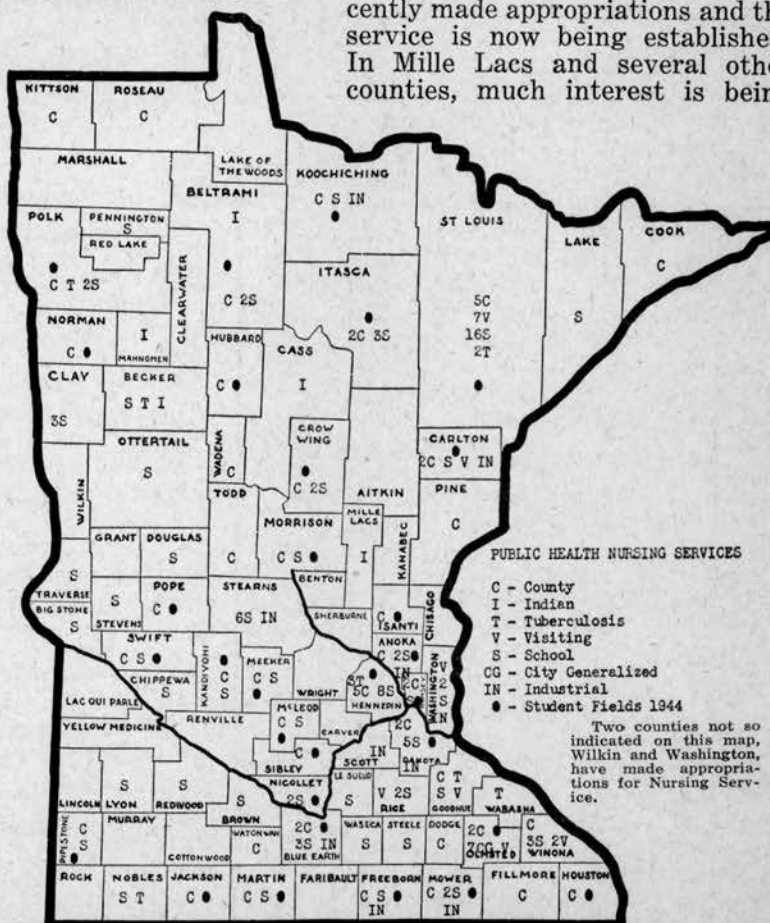 cently made appropriations and th
service is now being establishe
In Mille Lacs and several othe
counties, much interest is bein
KITTSON
C
ROSEAU
C
LAKE OF
THE WOODS
MARSHALL
BELTRAMI
I
C 2S
KOOCHICHING
C S IN
ST LOUIS
5C
7V
16S
2T
LAKE
S
COOK
C
POLK
C T 2S
PENNINGTON
S
RED LAKE
CLEARWATER
ITASCA
2C 3S
NORMAN
C
I
MAHNOMEN
HUBBARD
C
CASS
I
CLAY
3S
BECKER
S T I
CROW
WING
C 2S
AITKIN
CARLTON
2C S V IN
OTTERTAIL
S
WADENA
C
WILKIN
TODD
C
MORRISON
C S
MILLE
LACS
I
KANABEC
PINE
C
GRANT
DOUGLAS
S
S
TRAVERSE
BIG STONE
S
S
STEVENS
POPE
C
STEARNS
6S IN
BENTON
SHERBURNE
C
ISANTI
CHISAGO
ANOKA
C 2S
IN
WASHINGTON
V
2
S
IN
SWIFT
C S
KANDIYOHI
C
S
MEEKER
C S
WRIGHT
3T
5C 8S
HENNEPIN
CHIPPEWA
S
LAC QUI PARLE
YELLOW MEDICINE
RENVILLE
MCLEOD
C S
CARVER
C
SIBLEY
IN
SCOTT
2C
5S
DAKOTA
IN
LINCOLN
S
LYON
S
REDWOOD
S
BROWN
NICOLLET
2S
S
LE SUEUR
V 2S
RICE
C T
S V
GOODHUE
T
WABASHA
PIPESTONE
C
S
MURRAY
COTTONWOOD
WATONWAN
C
2C
3S IN
BLUE EARTH
WASECA
S
STEELE
S
DODGE
C
2C
7CG V
OLMSTED
C
3S 2V
WINONA
ROCK
NOBLES
S T
JACKSON
C
MARTIN
C S
FARIBAULT
FREEBORN
C S
IN
MOWER
C 2S
IN
FILLMORE
C
HOUSTON
C
PUBLIC HEALTH NURSING SERVICES
C - County
I - Indian
T - Tuberculosis
V - Visiting
S - School
CG - City Generalized
IN - Industrial
● - Student Fields 1944
Two counties not so
indicated on this map,
Wilkin and Washington,
have made appropria-
tions for Nursing Serv-
ice.